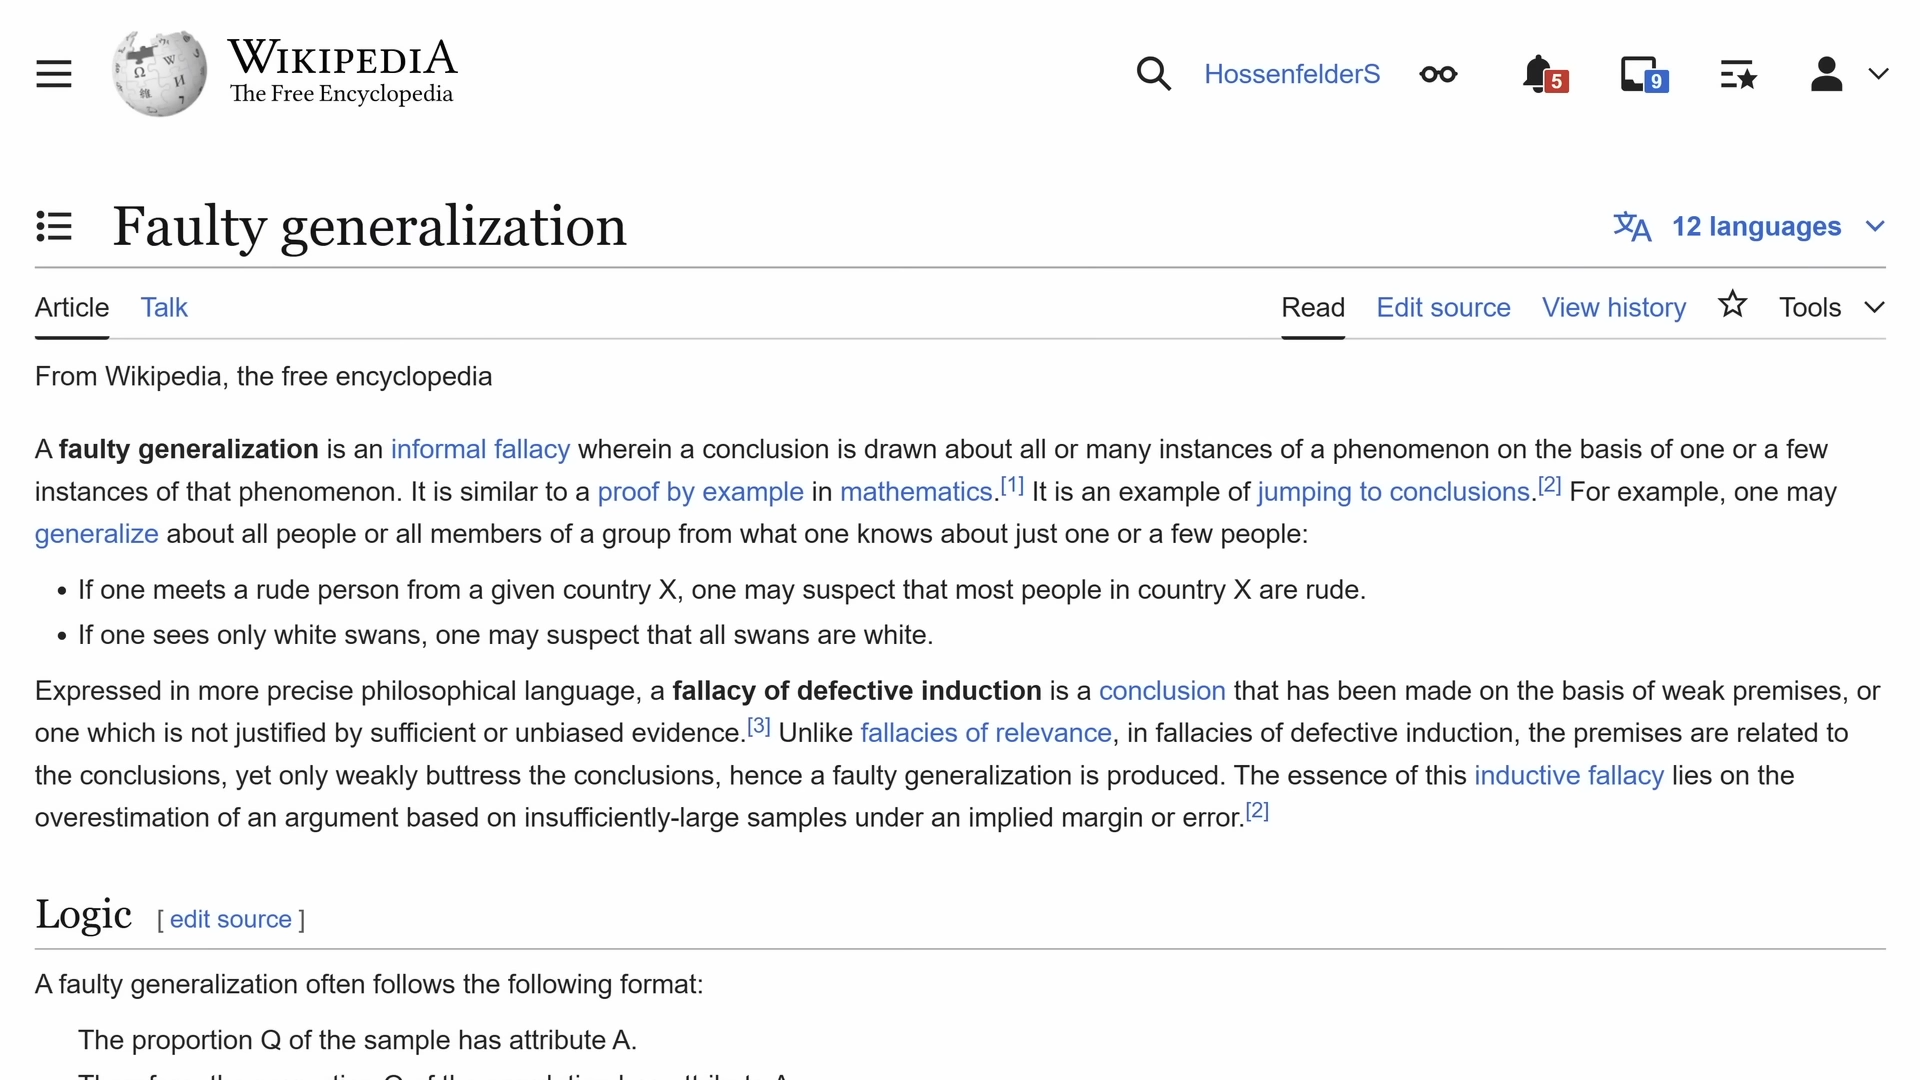 WIKIPEDIA
The Free Encyclopedia
HossenfelderS
5
9
Faulty generalization
12 languages
Article Talk
Read Edit source View history Tools
From Wikipedia, the free encyclopedia
A faulty generalization is an informal fallacy wherein a conclusion is drawn about all or many instances of a phenomenon on the basis of one or a few
instances of that phenomenon. It is similar to a proof by example in mathematics.[1] It is an example of jumping to conclusions.[2] For example, one may
generalize about all people or all members of a group from what one knows about just one or a few people:
• If one meets a rude person from a given country X, one may suspect that most people in country X are rude.
• If one sees only white swans, one may suspect that all swans are white.
Expressed in more precise philosophical language, a fallacy of defective induction is a conclusion that has been made on the basis of weak premises, or
one which is not justified by sufficient or unbiased evidence.[3] Unlike fallacies of relevance, in fallacies of defective induction, the premises are related to
the conclusions, yet only weakly buttress the conclusions, hence a faulty generalization is produced. The essence of this inductive fallacy lies on the
overestimation of an argument based on insufficiently-large samples under an implied margin or error.[2]
Logic [ edit source ]
A faulty generalization often follows the following format:
The proportion Q of the sample has attribute A.